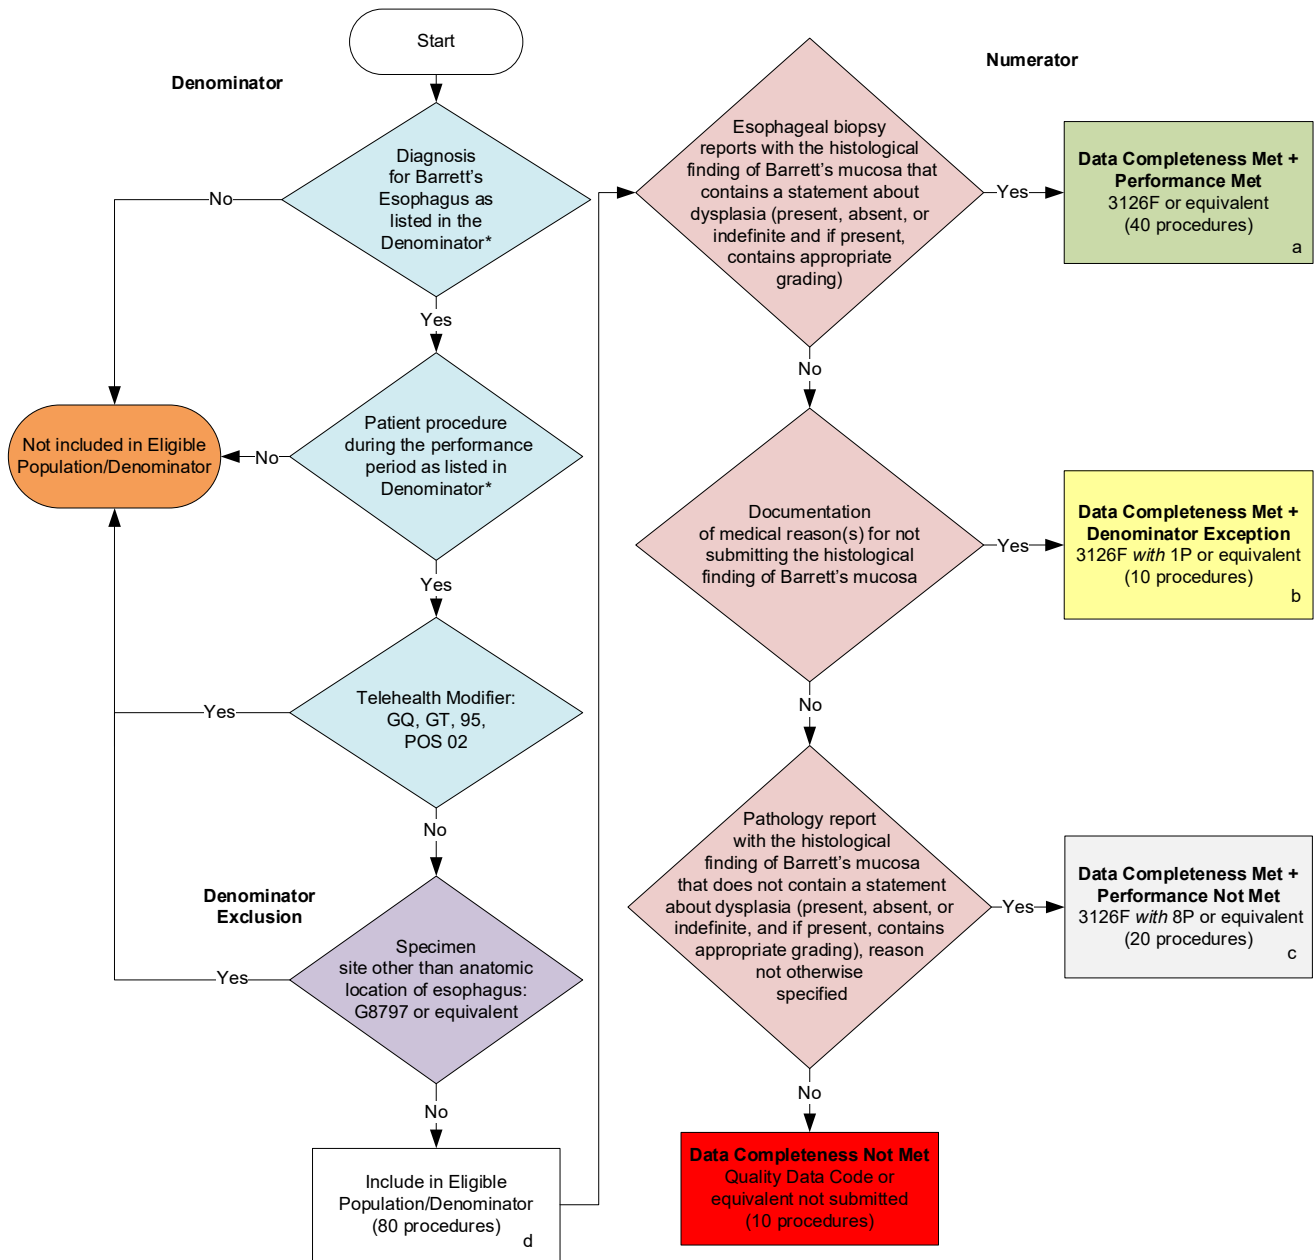 Start
Denominator
Diagnosis
for Barrett's
Esophagus as
listed in the
Denominator*
No
Yes
Not included in Eligible
Population/Denominator
No
Patient procedure
during the performance
period as listed in
Denominator*
Yes
Yes
Telehealth Modifier:
GQ, GT, 95,
POS 02
No
Denominator
Exclusion
Specimen
site other than anatomic
location of esophagus:
G8797 or equivalent
Yes
No
Include in Eligible
Population/Denominator
(80 procedures)
d
Numerator
Esophageal biopsy
reports with the histological
finding of Barrett's mucosa that
contains a statement about
dysplasia (present, absent, or
indefinite and if present,
contains appropriate
grading)
Yes
Data Completeness Met +
Performance Met
3126F or equivalent
(40 procedures)
a
No
Documentation
of medical reason(s) for not
submitting the histological
finding of Barrett's mucosa
Yes
Data Completeness Met +
Denominator Exception
3126F with 1P or equivalent
(10 procedures)
b
No
Pathology report
with the histological
finding of Barrett's mucosa
that does not contain a statement
about dysplasia (present, absent, or
indefinite, and if present, contains
appropriate grading), reason
not otherwise
specified
Yes
Data Completeness Met +
Performance Not Met
3126F with 8P or equivalent
(20 procedures)
c
No
Data Completeness Not Met
Quality Data Code or
equivalent not submitted
(10 procedures)